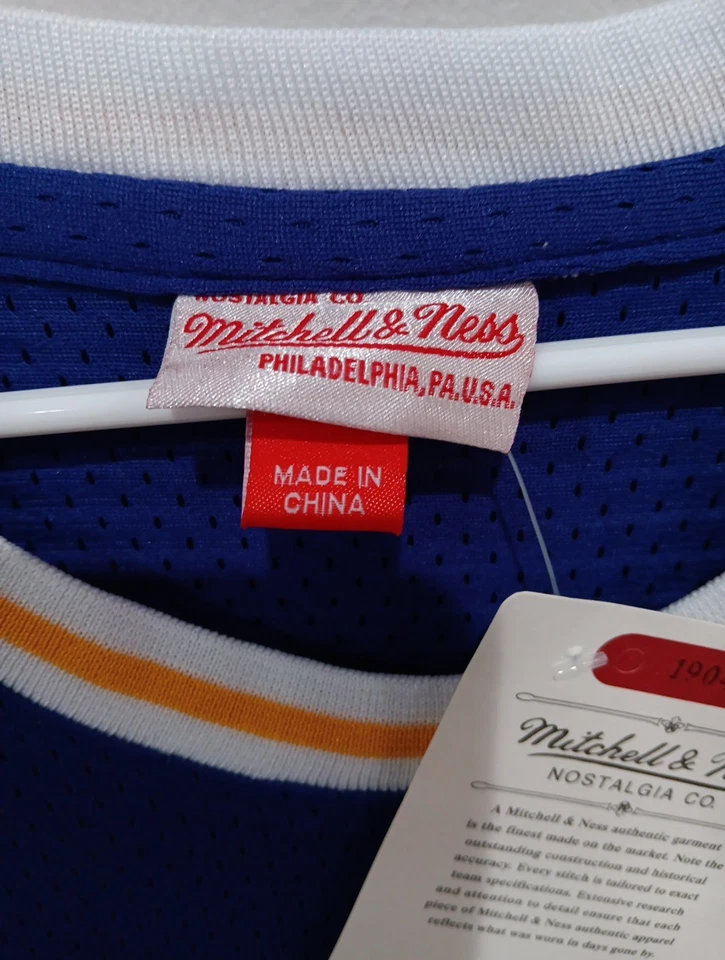 NOSTALGIA CO
Mitchell & Ness
PHILADELPHIA, PA.U.S.A.
MADE IN
CHINA
190
Mitchell &
NOSTALGIA CO
A Mitchell & Ness authentic garment
is the finest made on the market. Note the
outstanding construction and historical
accuracy. Every stitch is tailored to exact
team specifications. Extensive research
and attention to detail ensure that each
piece of Mitchell & Ness authentic apparel
reflects what was worn in days gone by.